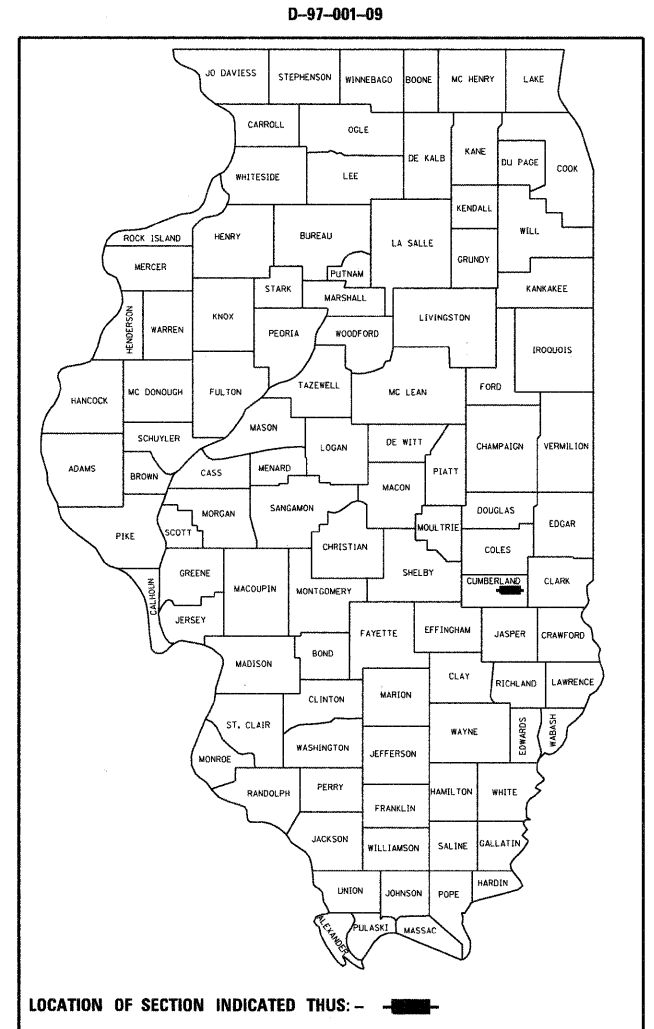 D--97--001--09
JO DAVIESS
STEPHENSON
WINNEBAGO
BOONE
MC HENRY
LAKE
CARROLL
OGLE
DE KALB
KANE
DU PAGE
COOK
WHITESIDE
LEE
KENDALL
WILL
ROCK ISLAND
HENRY
BUREAU
LA SALLE
GRUNDY
MERCER
PUTNAM
KANKAKEE
STARK
MARSHALL
HENDERSON
WARREN
KNOX
PEORIA
WOODFORD
LIVINGSTON
IROQUOIS
HANCOCK
MC DONOUGH
FULTON
TAZEWELL
MC LEAN
FORD
MASON
SCHUYLER
LOGAN
DE WITT
CHAMPAIGN
VERMILION
ADAMS
BROWN
CASS
MENARD
PIATT
MACON
MORGAN
SANGAMON
DOUGLAS
EDGAR
PIKE
SCOTT
CHRISTIAN
MOULTRIE
COLES
GREENE
MACOUPIN
MONTGOMERY
SHELBY
CUMBERLAND
CLARK
CALHOUN
JERSEY
FAYETTE
EFFINGHAM
JASPER
CRAWFORD
MADISON
BOND
CLAY
RICHLAND
LAWRENCE
CLINTON
MARION
ST. CLAIR
WAYNE
EDWARDS
WABASH
WASHINGTON
JEFFERSON
MONROE
RANDOLPH
PERRY
HAMILTON
WHITE
FRANKLIN
JACKSON
WILLIAMSON
SALINE
GALLATIN
UNION
JOHNSON
POPE
HARDIN
ALEXANDER
PULASKI
MASSAC
LOCATION OF SECTION INDICATED THUS: –